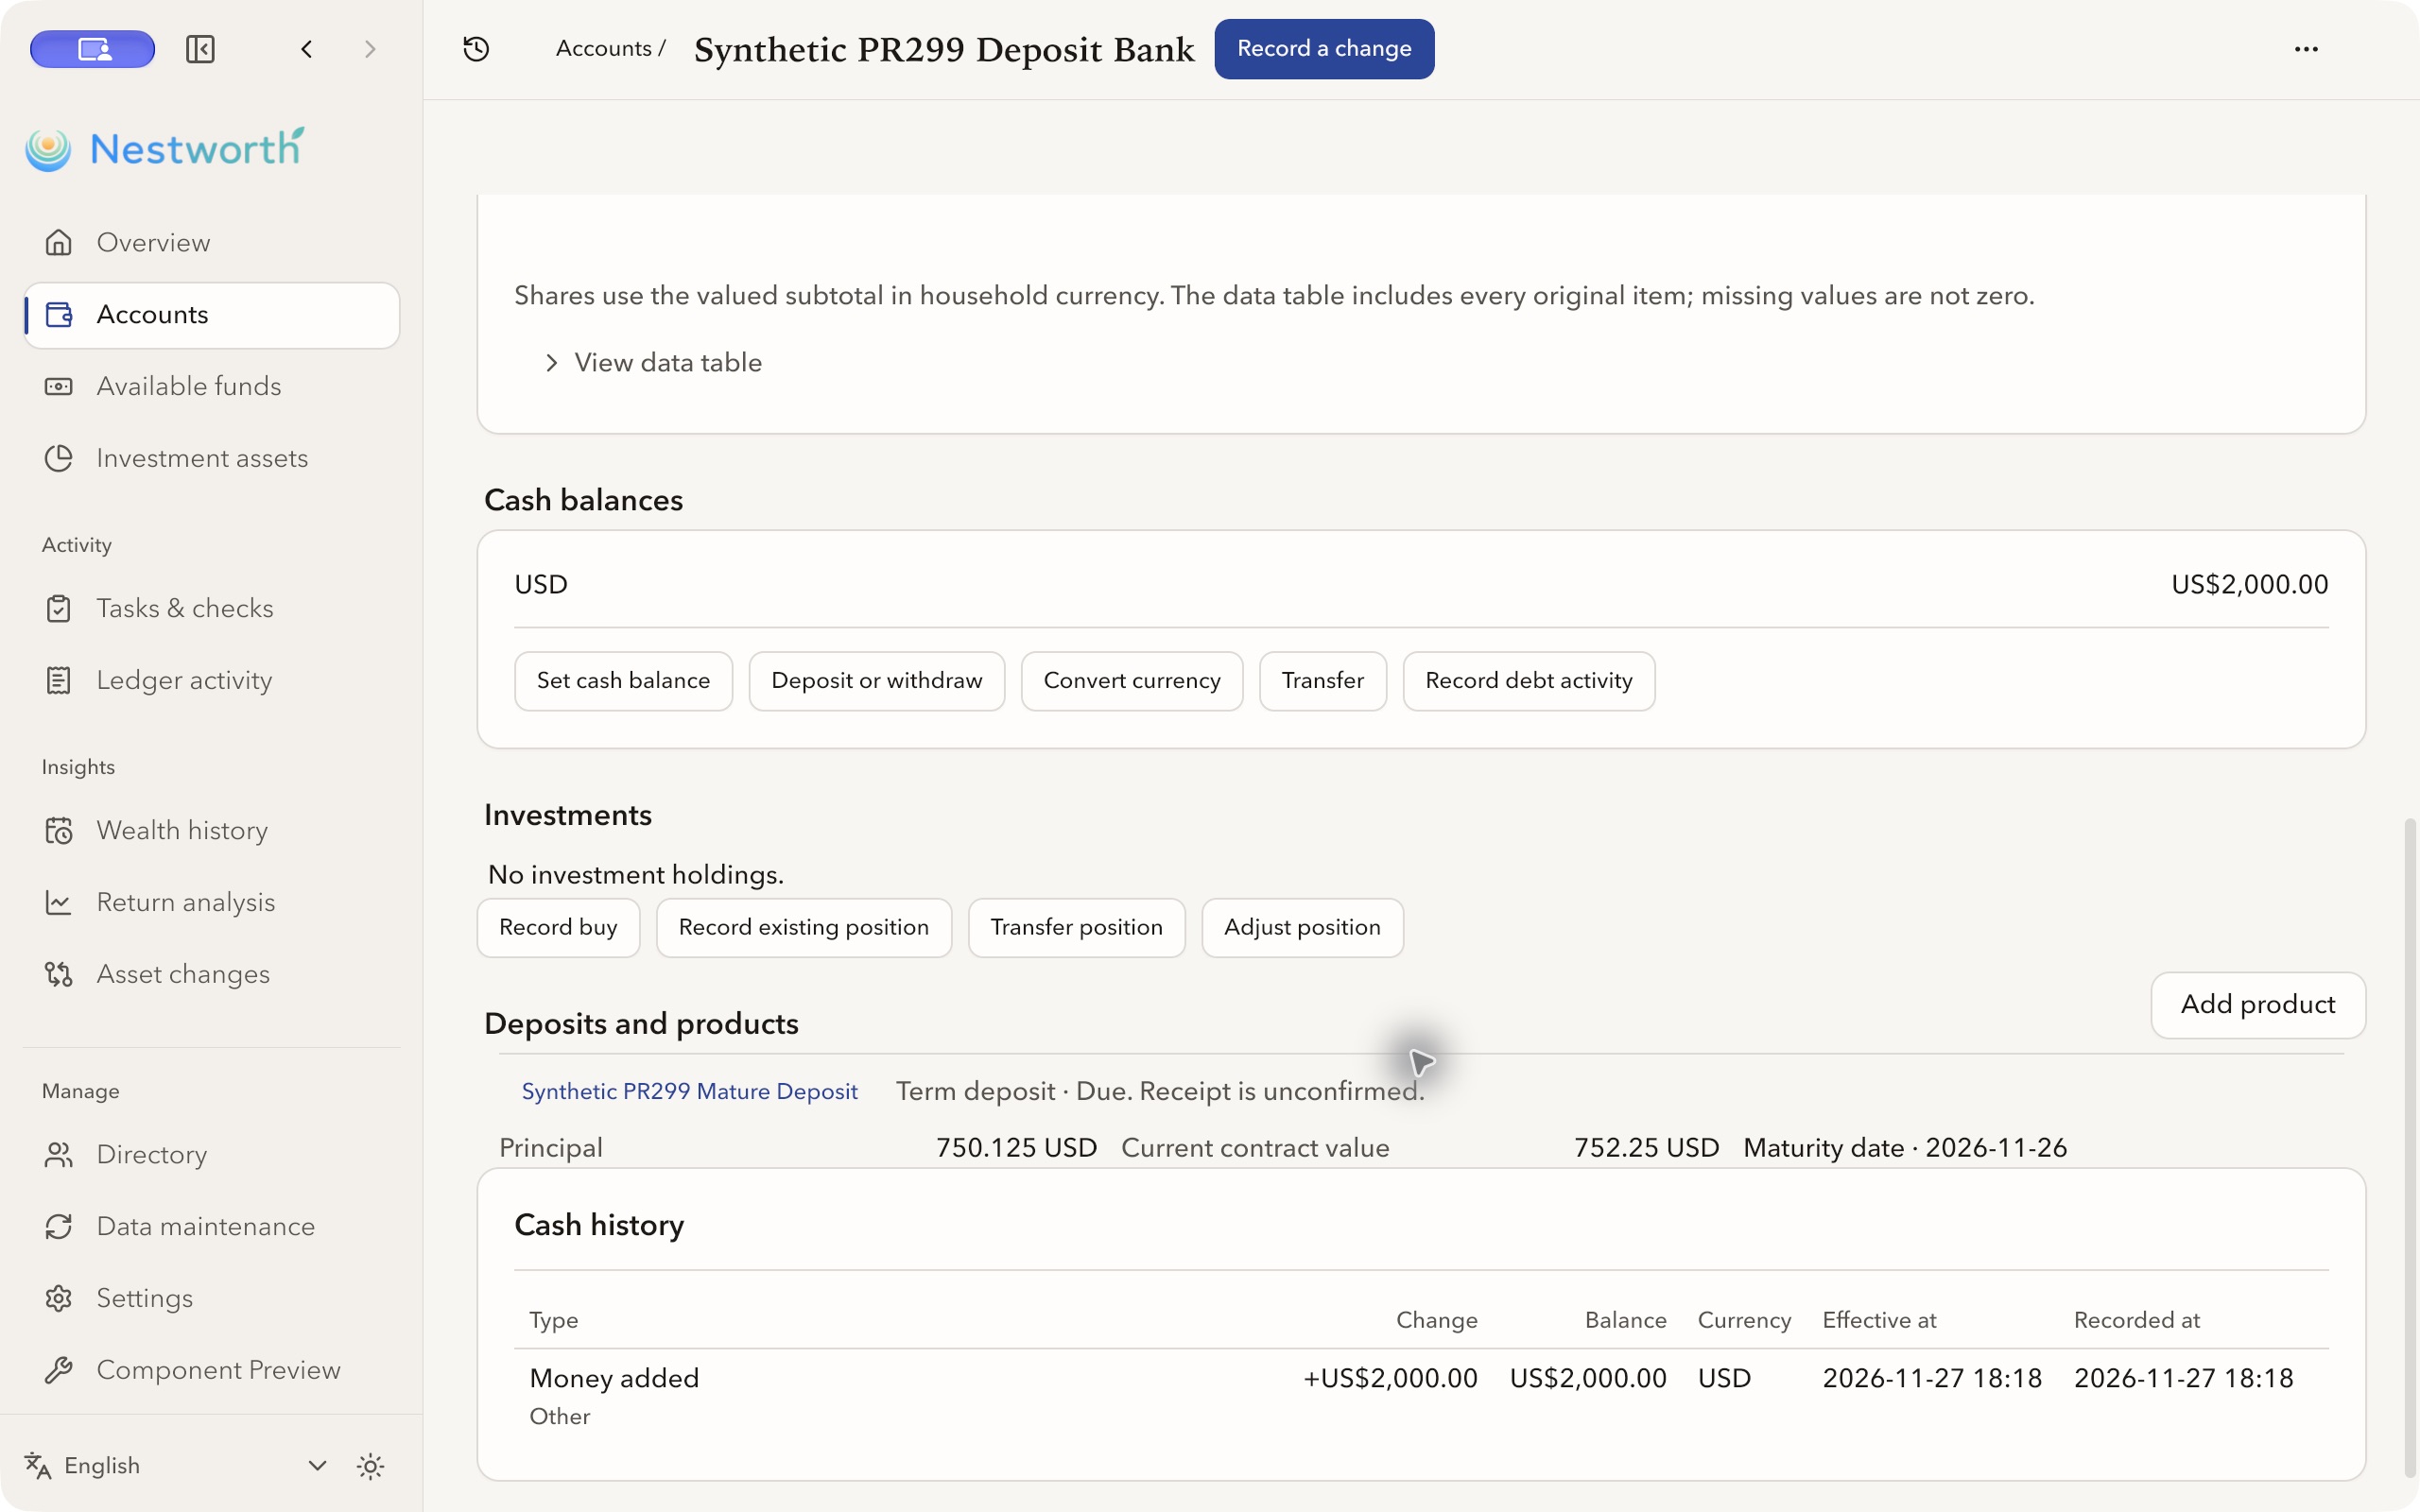 Accounts /
Synthetic PR299 Deposit Bank
Record a change
Nestworth
Overview
Accounts
Available funds
Investment assets
Activity
Tasks & checks
Ledger activity
Insights
Wealth history
Return analysis
Asset changes
Manage
Directory
Data maintenance
Settings
Component Preview
English
Shares use the valued subtotal in household currency. The data table includes every original item; missing values are not zero.
View data table
Cash balances
USD US$2,000.00
Set cash balance Deposit or withdraw Convert currency Transfer Record debt activity
Investments
No investment holdings.
Record buy Record existing position Transfer position Adjust position
Deposits and products Add product
Synthetic PR299 Mature Deposit Term deposit · Due. Receipt is unconfirmed.
Principal 750.125 USD Current contract value 752.25 USD Maturity date · 2026-11-26
Cash history
Type Change Balance Currency Effective at Recorded at
Money added +US$2,000.00 US$2,000.00 USD 2026-11-27 18:18 2026-11-27 18:18
Other